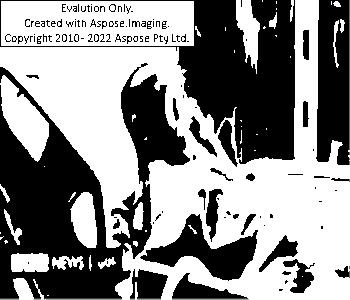 Evalution Only.
Created with Aspose.Imaging.
Copyright 2010- 2022 Aspose Pty Ltd.
NEWS